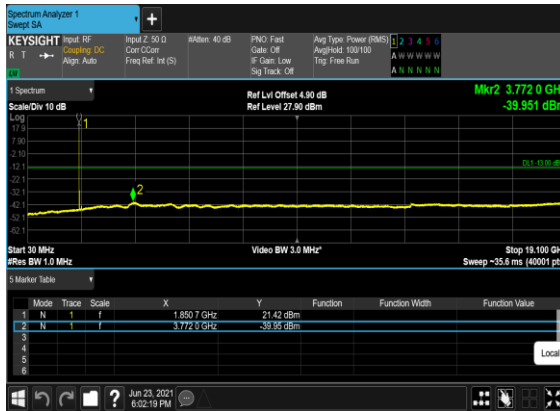 Spectrum Analyzer 1
Swept SA
KEYSIGHT
R T
Input: RF
Coupling: DC
Align: Auto
Input Z: 50 Ω
Corr CCorr
Freq Ref: Int (S)
#Atten: 40 dB
PNO: Fast
Gate: Off
IF Gain: Low
Sig Track: Off
Avg Type: Power (RMS)
Avg|Hold: 100/100
Trig: Free Run
1 2 3 4 5 6
A W W W W W
A N N N N N
1 Spectrum
Scale/Div 10 dB
Ref Lvl Offset 4.90 dB
Ref Level 27.90 dBm
Mkr2 3.772 0 GHz
-39.951 dBm
Log
17.9
7.90
-2.10
-12.1
-22.1
-32.1
-42.1
-52.1
-62.1
1
2
DL1 -13.00 dB
Start 30 MHz
#Res BW 1.0 MHz
Video BW 3.0 MHz*
Stop 19.100 GHz
Sweep ~35.6 ms (40001 pts
5 Marker Table
Mode Trace Scale X Y Function Function Width Function Value
1 N 1 f 1.850 7 GHz 21.42 dBm
2 N 1 f 3.772 0 GHz -39.95 dBm
3
4
5
6
Local
Jun 23, 2021
6:02:19 PM